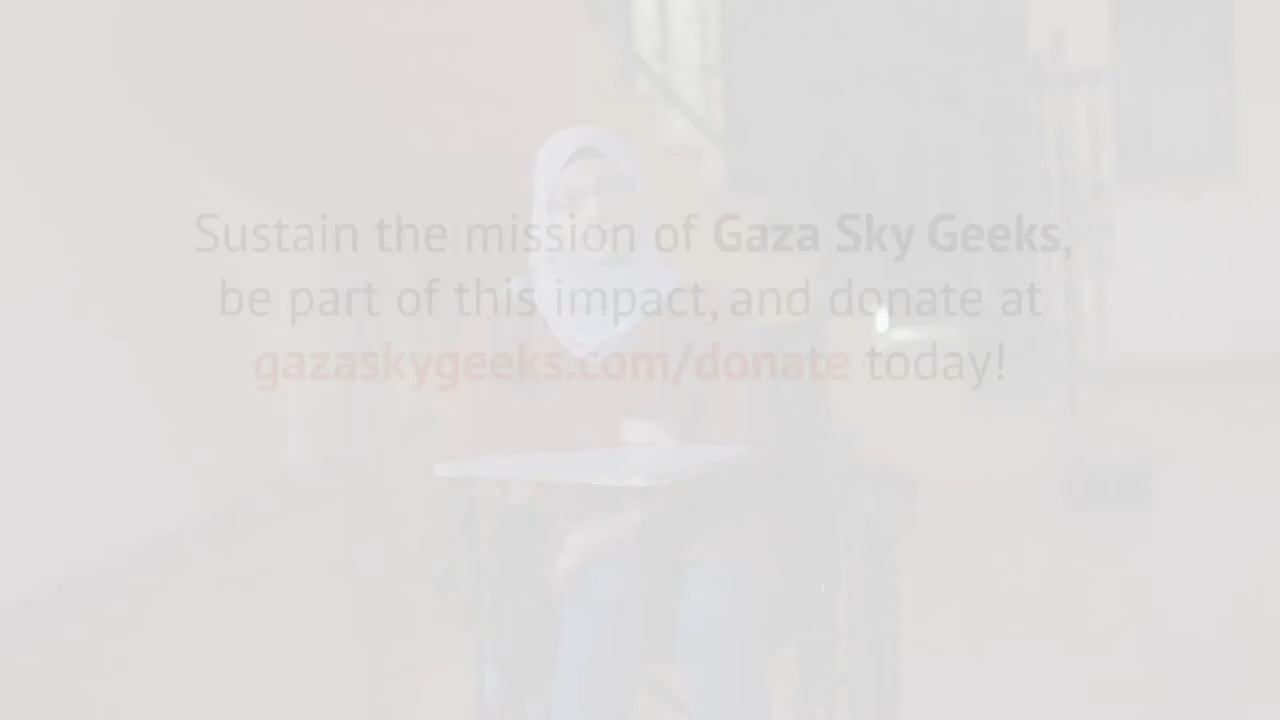 Sustain the mission of Gaza Sky Geeks,
be part of this impact, and donate at
gazaskygeeks.com/donate today!